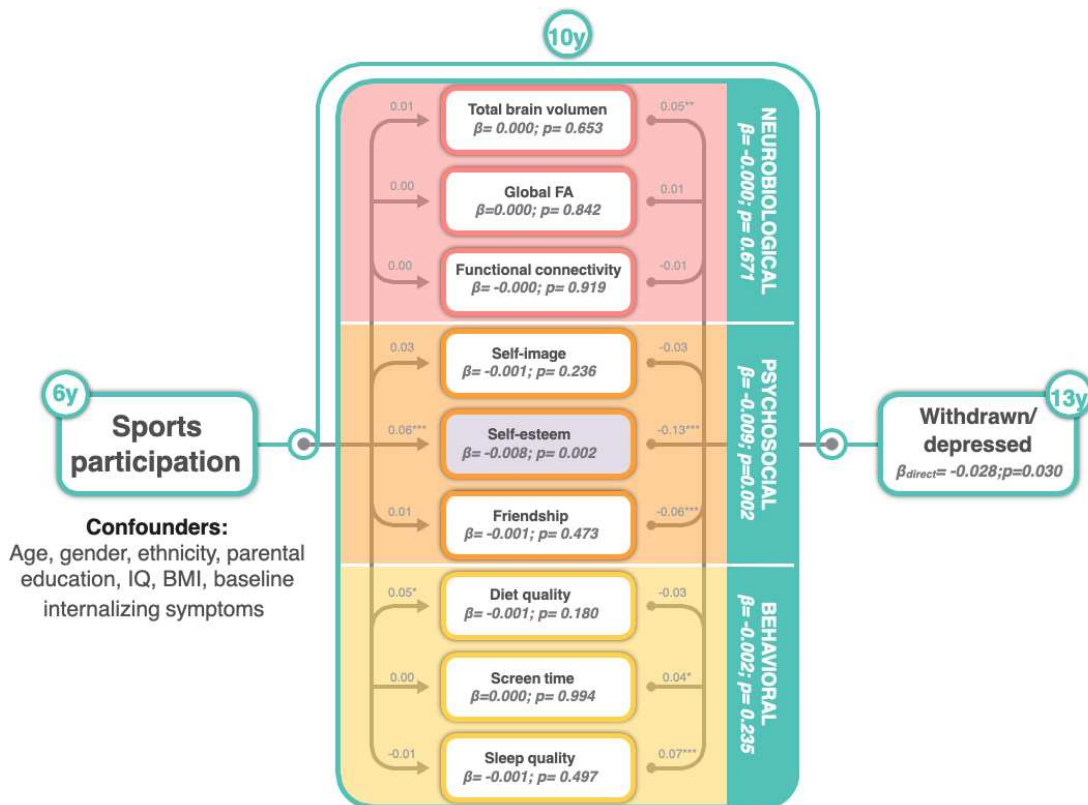 10y
0.01
Total brain volumen
β= 0.000; p= 0.653
0.05**
0.00
Global FA
β=0.000; p= 0.842
0.01
0.00
Functional connectivity
β= -0.000; p= 0.919
-0.01
NEUROBIOLOGICAL
β= -0.000; p= 0.671
6y
Sports
participation
Confounders:
Age, gender, ethnicity, parental
education, IQ, BMI, baseline
internalizing symptoms
0.03
Self-image
β= -0.001; p= 0.236
-0.03
0.06***
Self-esteem
β= -0.008; p= 0.002
-0.13***
0.01
Friendship
β= -0.001; p= 0.473
-0.06***
PSYCHOSOCIAL
β= -0.009; p=0.002
13y
Withdrawn/
depressed
βdirect= -0.028;p=0.030
0.05*
Diet quality
β= -0.001; p= 0.180
-0.03
0.00
Screen time
β=0.000; p= 0.994
0.04*
-0.01
Sleep quality
β= -0.001; p= 0.497
0.07***
BEHAVIORAL
β= -0.002; p= 0.235